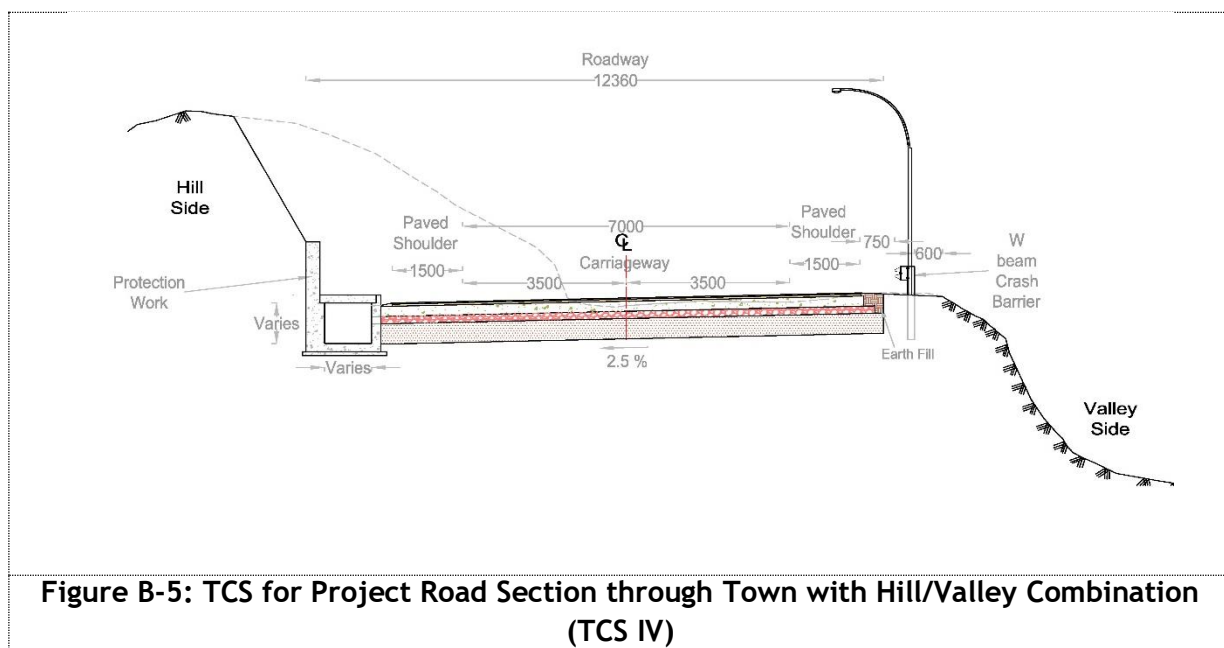 Roadway
12360
Hill
Side
Paved
Shoulder
7000
Paved
Shoulder
750
600
W
beam
Crash
Barrier
CL
Carriageway
1500
3500
3500
1500
Protection
Work
Varies
Varies
2.5 %
Earth Fill
Valley
Side
Figure B-5: TCS for Project Road Section through Town with Hill/Valley Combination
(TCS IV)